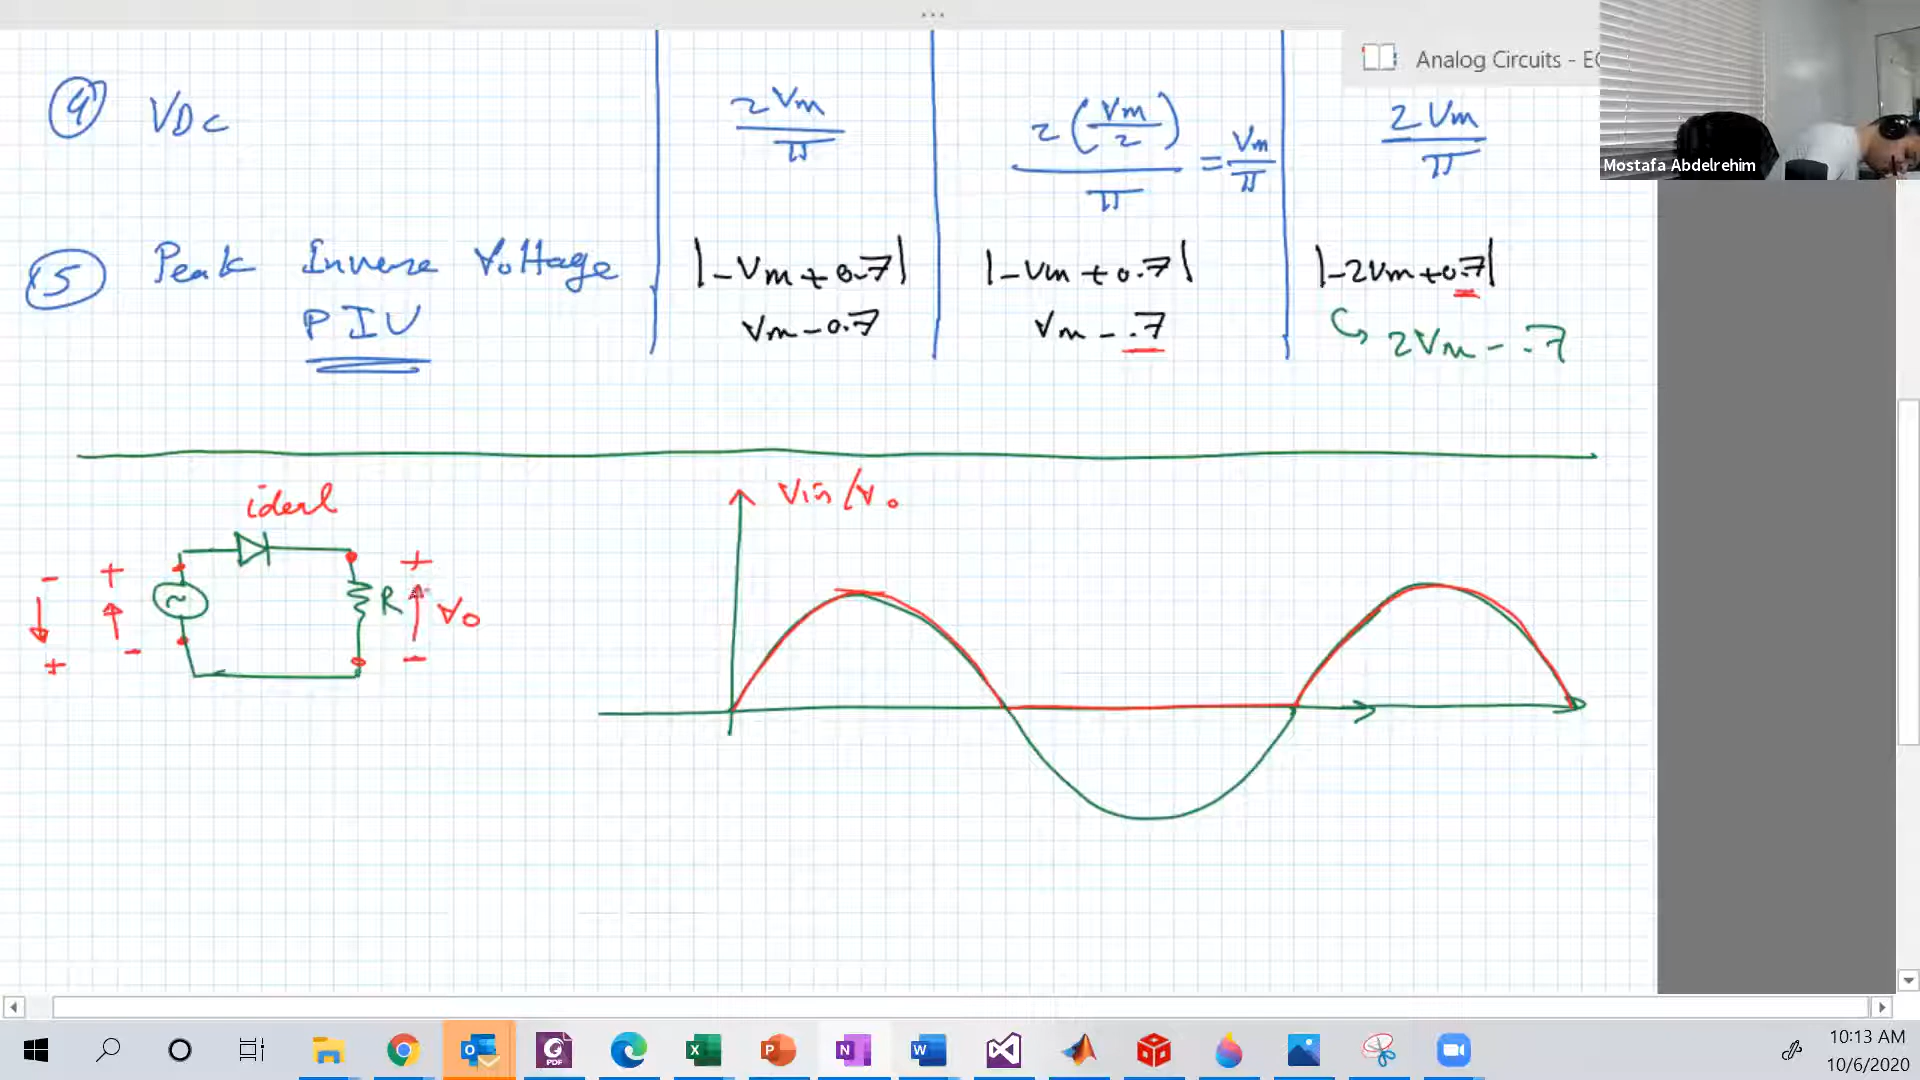 Analog Circuits - EC
Mostafa Abdelrehim
4 VDC 2Vm/π 2(Vm/2)/π = Vm/π 2Vm/π
5 Peak Inverse Voltage |-Vm+0.7| |-Vm+0.7| |-2Vm+0.7|
PIV Vm-0.7 Vm-.7 2Vm-.7
ideal
Vin/Vo
- + ~ R + Vo
+ - -
10:13 AM
10/6/2020